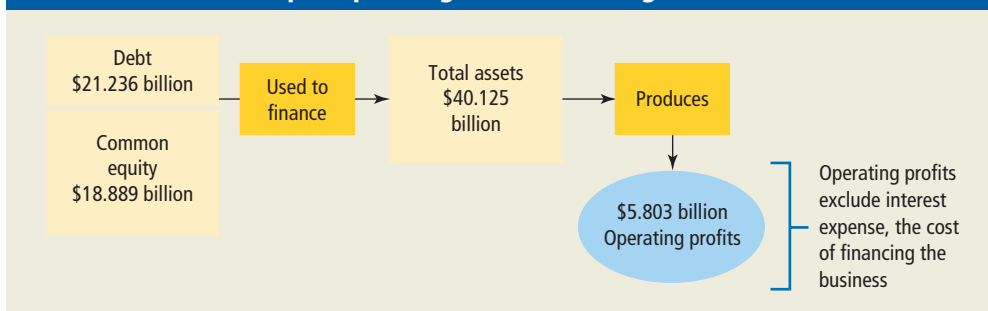 Debt
$21.236 billion
Common
equity
$18.889 billion
Used to
finance
Total assets
$40.125
billion
Produces
$5.803 billion
Operating profits
Operating profits
exclude interest
expense, the cost
of financing the
business